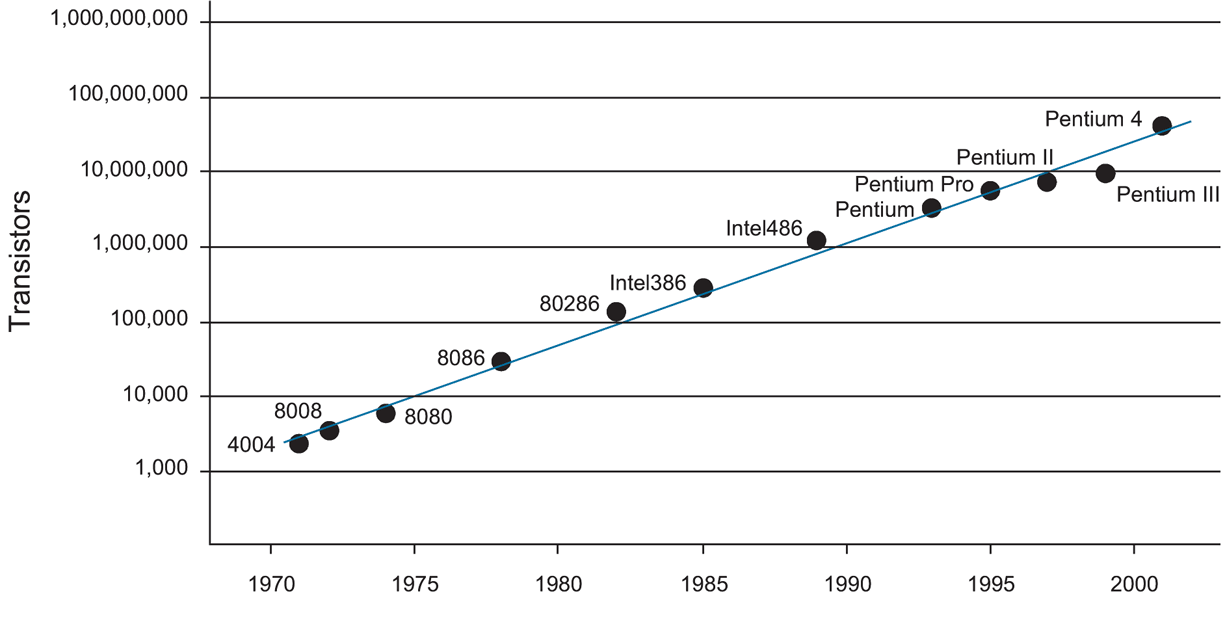 1,000,000,000
100,000,000
Pentium 4
Pentium II
10,000,000
Pentium Pro
Pentium III
Pentium
Intel486
1,000,000
Intel386
80286
100,000
8086
10,000
8008
8080
4004
1,000
Transistors
1970 1975 1980 1985 1990 1995 2000